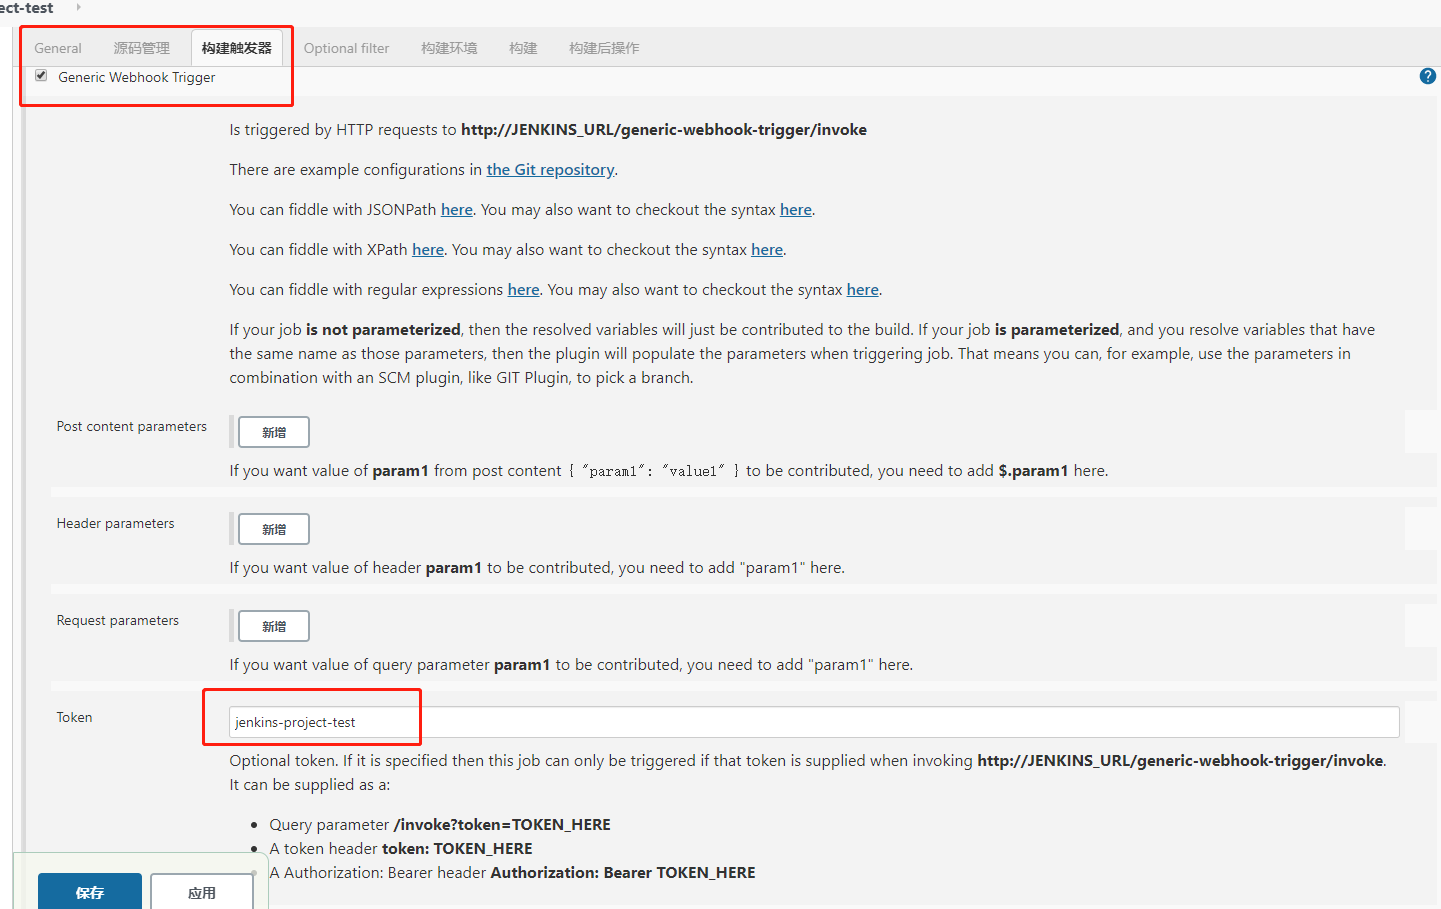 ect-test
General 源码管理 构建触发器 Optional filter 构建环境 构建 构建后操作
Generic Webhook Trigger
Is triggered by HTTP requests to http://JENKINS_URL/generic-webhook-trigger/invoke
There are example configurations in the Git repository.
You can fiddle with JSONPath here. You may also want to checkout the syntax here.
You can fiddle with XPath here. You may also want to checkout the syntax here.
You can fiddle with regular expressions here. You may also want to checkout the syntax here.
If your job is not parameterized, then the resolved variables will just be contributed to the build. If your job is parameterized, and you resolve variables that have
the same name as those parameters, then the plugin will populate the parameters when triggering job. That means you can, for example, use the parameters in
combination with an SCM plugin, like GIT Plugin, to pick a branch.
Post content parameters 新增
If you want value of param1 from post content { "param1": "value1" } to be contributed, you need to add $.param1 here.
Header parameters 新增
If you want value of header param1 to be contributed, you need to add "param1" here.
Request parameters 新增
If you want value of query parameter param1 to be contributed, you need to add "param1" here.
Token jenkins-project-test
Optional token. If it is specified then this job can only be triggered if that token is supplied when invoking http://JENKINS_URL/generic-webhook-trigger/invoke.
It can be supplied as a:
• Query parameter /invoke?token=TOKEN_HERE
• A token header token: TOKEN_HERE
• A Authorization: Bearer header Authorization: Bearer TOKEN_HERE
保存 应用